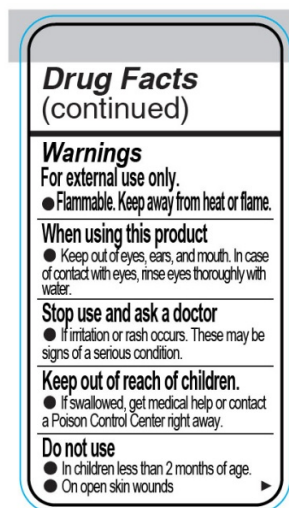 Drug Facts
(continued)
Warnings
For external use only.
● Flammable. Keep away from heat or flame.
When using this product
● Keep out of eyes, ears, and mouth. In case
of contact with eyes, rinse eyes thoroughly with
water.
Stop use and ask a doctor
● If irritation or rash occurs. These may be
signs of a serious condition.
Keep out of reach of children.
● If swallowed, get medical help or contact
a Poison Control Center right away.
Do not use
● In children less than 2 months of age.
● On open skin wounds ▶